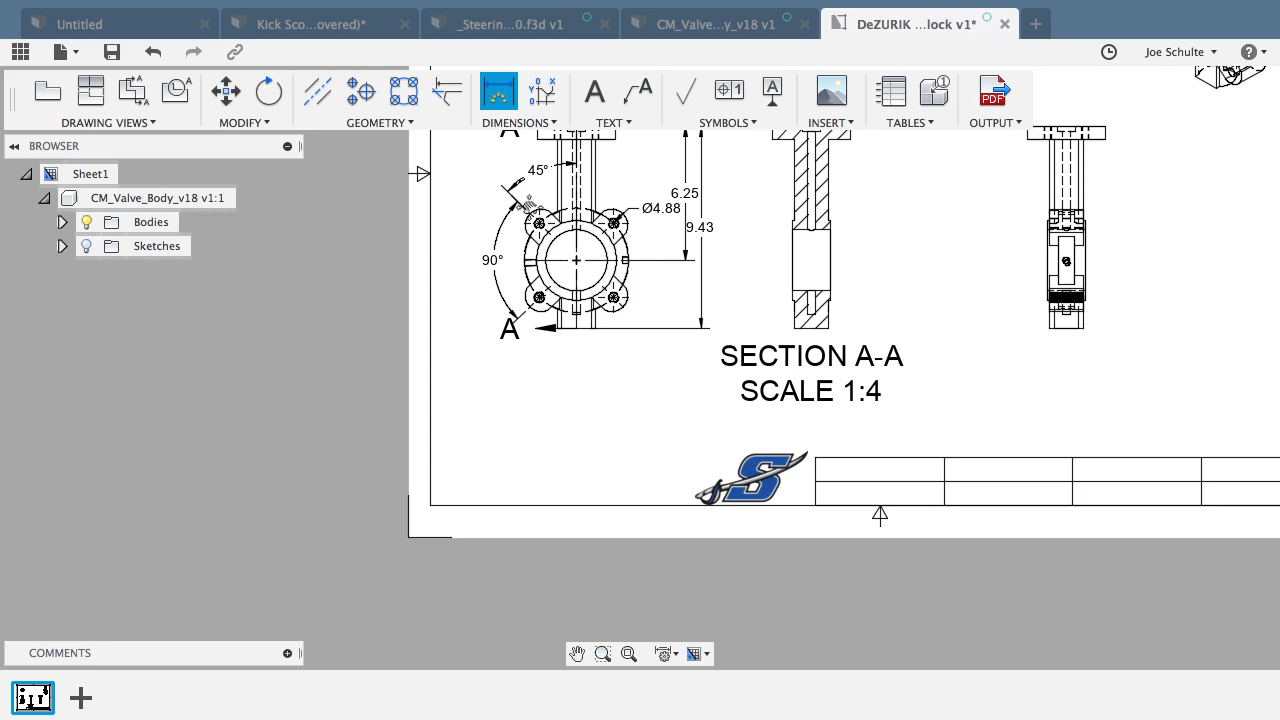 Untitled
Kick Sco...overed)*
_Steerin...0.f3d v1
CM_Valve...y_v18 v1
DeZURIK ...lock v1*
Joe Schulte
DRAWING VIEWS
MODIFY
GEOMETRY
DIMENSIONS
TEXT
SYMBOLS
INSERT
TABLES
OUTPUT
PDF
BROWSER
Sheet1
CM_Valve_Body_v18 v1:1
Bodies
Sketches
A
45°
6.25
Ø4.88
9.43
90°
A
SECTION A-A
SCALE 1:4
S
COMMENTS